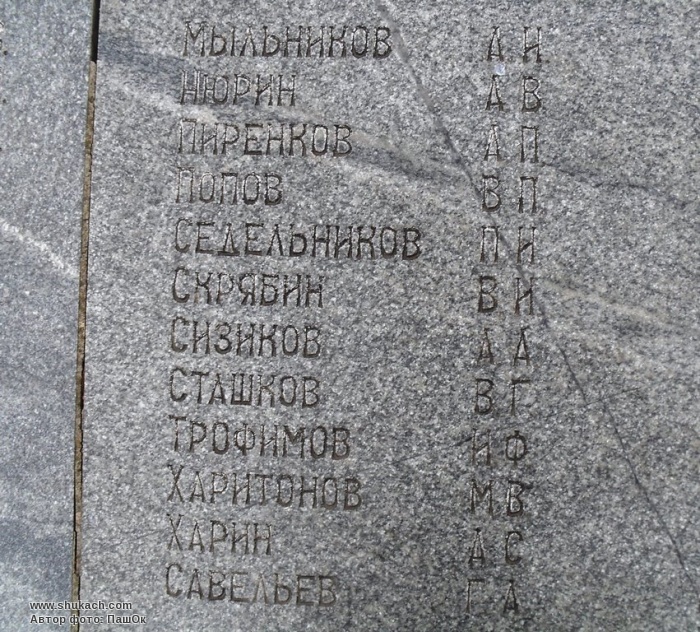 МЫЛЬНИКОВ А И
НЮРИН А В
ПИРЕНКОВ А П
ПОПОВ В П
СЕДЕЛЬНИКОВ П И
СКРЯБИН В И
СИЗИКОВ А А
СТАШКОВ В Г
ТРОФИМОВ И Ф
ХАРИТОНОВ М В
ХАРИН А С
САВЕЛЬЕВ Г А
www.shukach.com
Автор фото: ПашОк